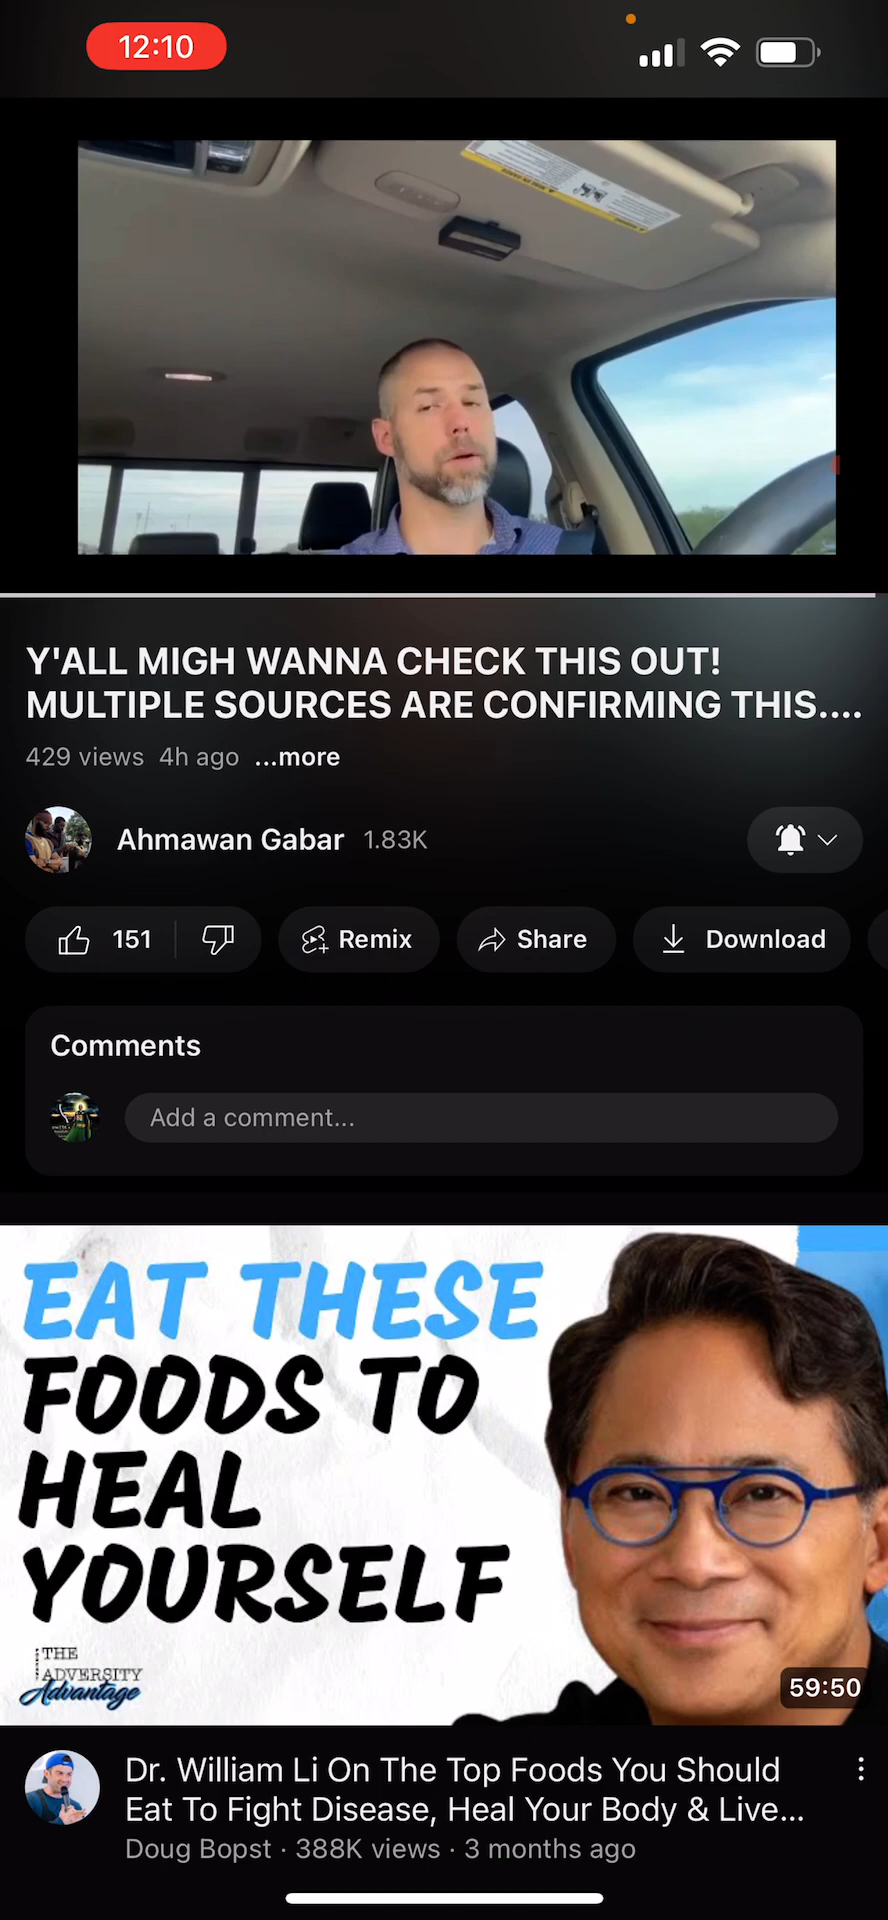 12:10
Y'ALL MIGH WANNA CHECK THIS OUT!
MULTIPLE SOURCES ARE CONFIRMING THIS....
429 views 4h ago ...more
Ahmawan Gabar 1.83K
151
Remix
Share
Download
Comments
Add a comment...
EAT THESE
FOODS TO
HEAL
YOURSELF
THE
ADVERSITY
Advantage
59:50
Dr. William Li On The Top Foods You Should
Eat To Fight Disease, Heal Your Body & Live...
Doug Bopst · 388K views · 3 months ago